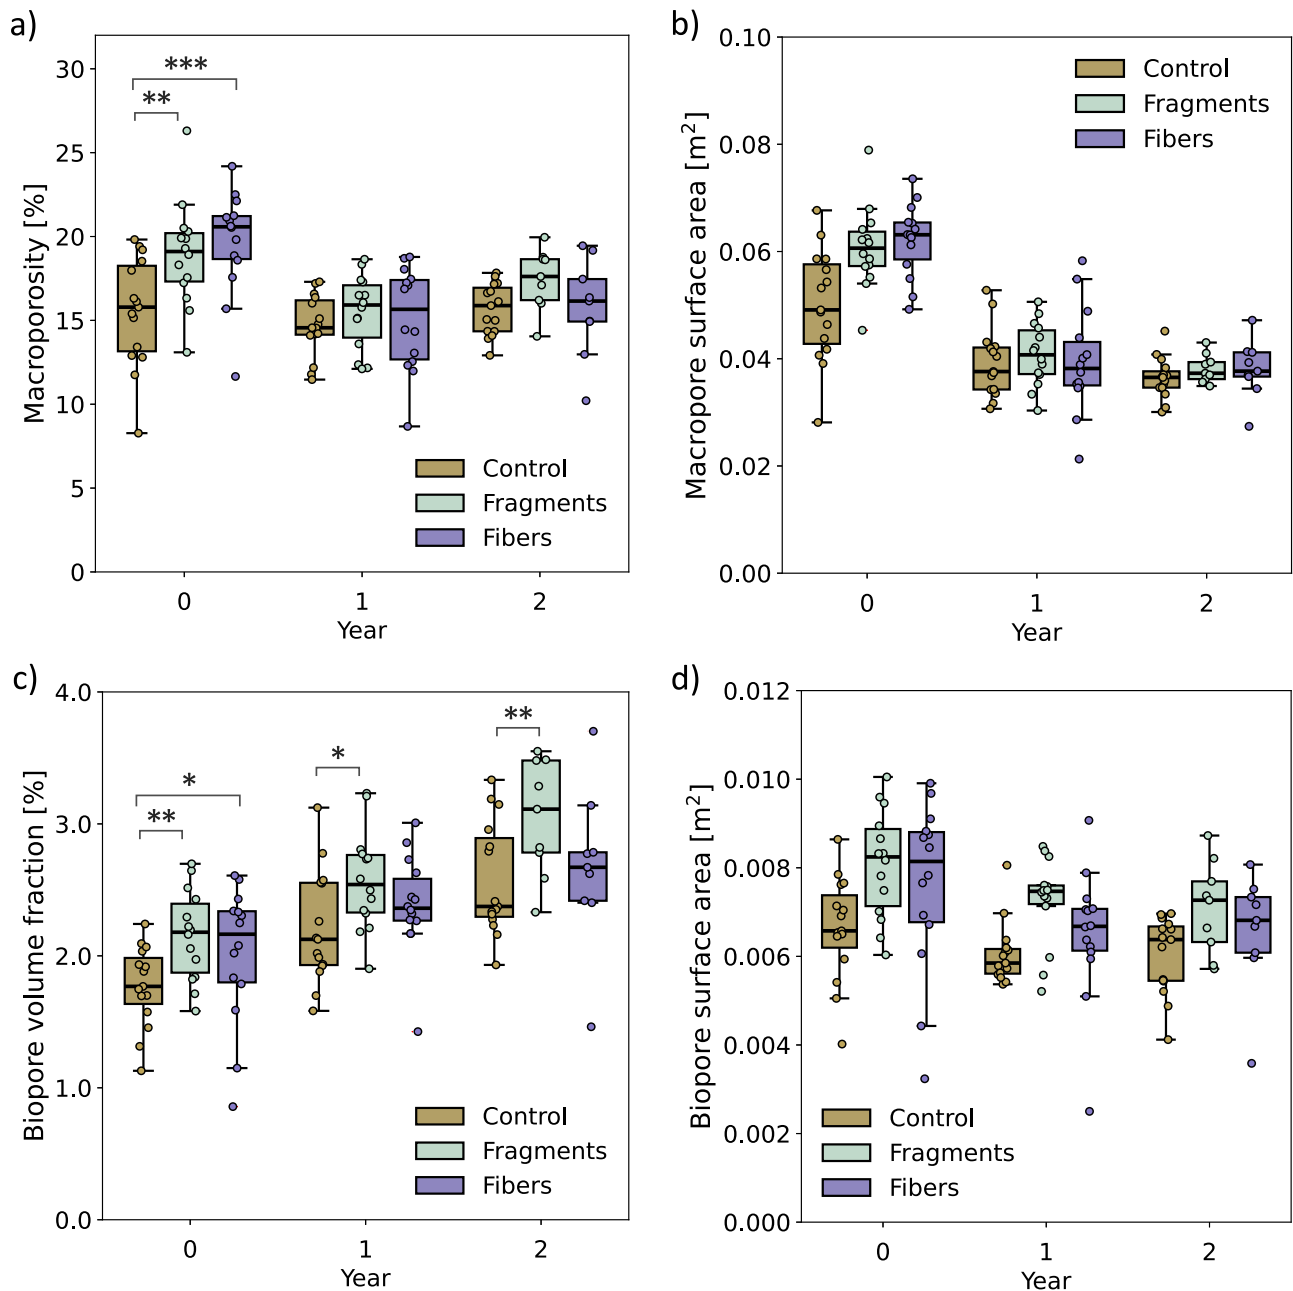 a)
Macroporosity [%]
30
25
20
15
10
5
0
***
**
Control
Fragments
Fibers
0 1 2
Year
b)
Macropore surface area [m²]
0.10
0.08
0.06
0.04
0.02
0.00
Control
Fragments
Fibers
0 1 2
Year
c)
Biopore volume fraction [%]
4.0
3.0
2.0
1.0
0.0
**
*
*
**
Control
Fragments
Fibers
0 1 2
Year
d)
Biopore surface area [m²]
0.012
0.010
0.008
0.006
0.004
0.002
0.000
Control
Fragments
Fibers
0 1 2
Year